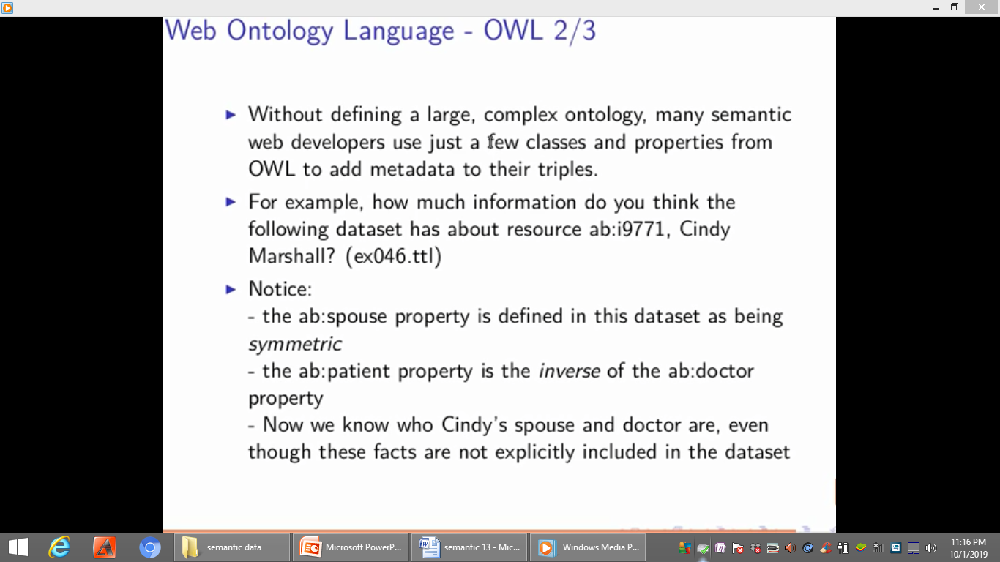 Web Ontology Language - OWL 2/3
Without defining a large, complex ontology, many semantic
web developers use just a few classes and properties from
OWL to add metadata to their triples.
For example, how much information do you think the
following dataset has about resource ab:i9771, Cindy
Marshall? (ex046.ttl)
Notice:
- the ab:spouse property is defined in this dataset as being
symmetric
- the ab:patient property is the inverse of the ab:doctor
property
- Now we know who Cindy's spouse and doctor are, even
though these facts are not explicitly included in the dataset
semantic data
Microsoft PowerP...
semantic 13 - Mic...
Windows Media P...
11:16 PM
10/1/2019